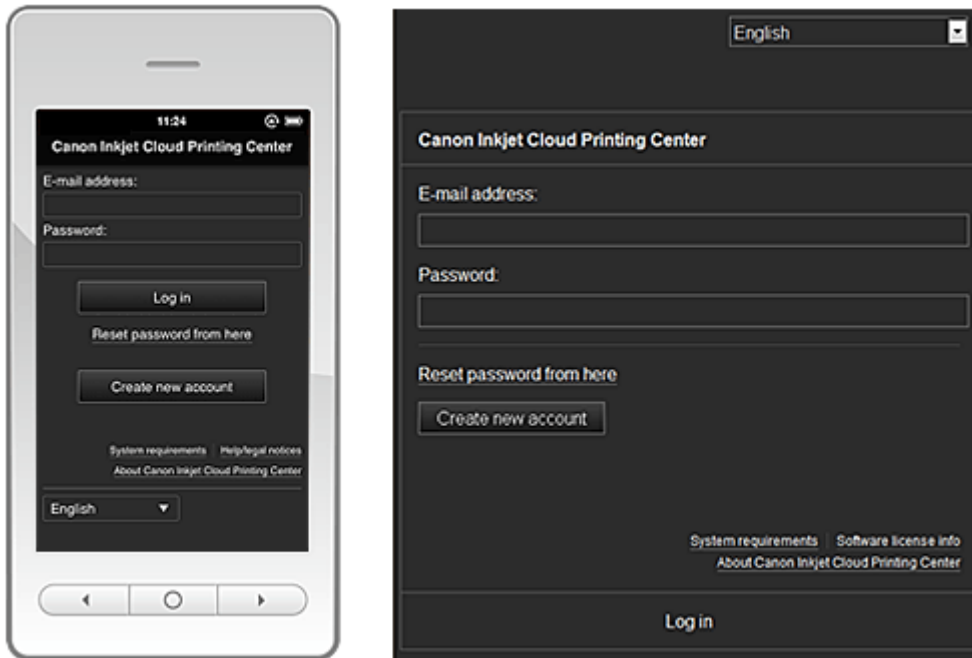 11:24
Canon Inkjet Cloud Printing Center
E-mail address:
Password:
Log in
Reset password from here
Create new account
System requirements Help/legal notices
About Canon Inkjet Cloud Printing Center
English
English
Canon Inkjet Cloud Printing Center
E-mail address:
Password:
Reset password from here
Create new account
System requirements Software license info
About Canon Inkjet Cloud Printing Center
Log in